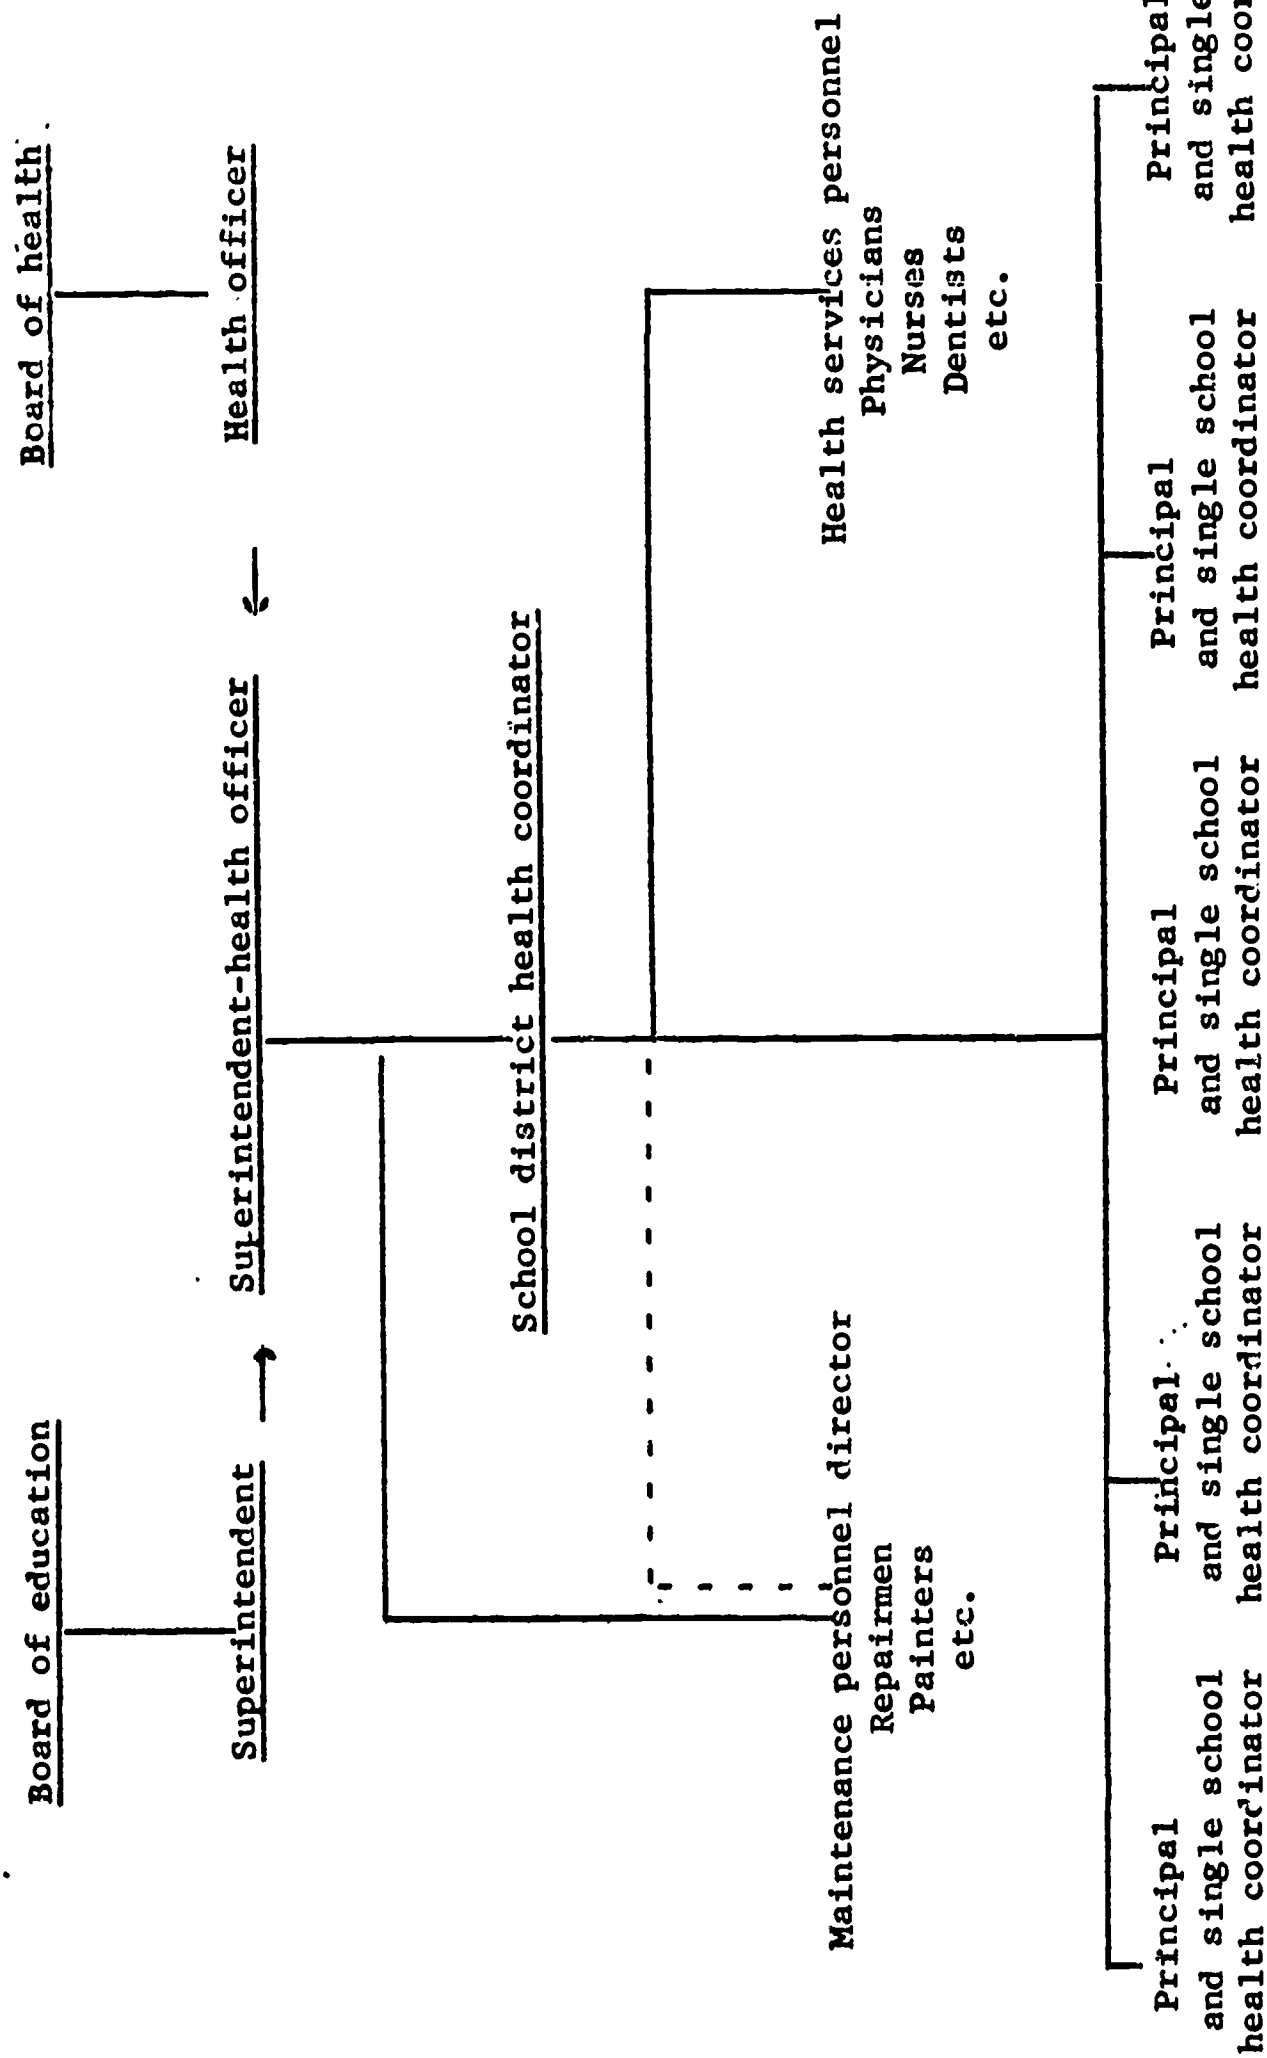 Board of education
Board of health
Superintendent
Superintendent-health officer
Health officer
School district health coordinator
Maintenance personnel director
Repairmen
Painters
etc.
Health services personnel
Physicians
Nurses
Dentists
etc.
Principal
and single school
health coordinator
Principal
and single school
health coordinator
Principal
and single school
health coordinator
Principal
and single school
health coordinator
Principal
and single
health coor